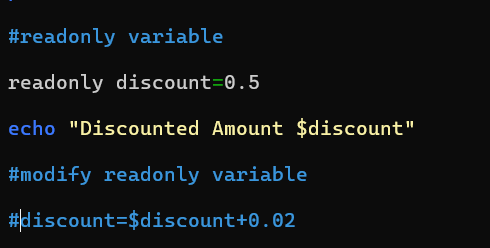 #readonly variable
readonly discount=0.5
echo "Discounted Amount $discount"
#modify readonly variable
#discount=$discount+0.02